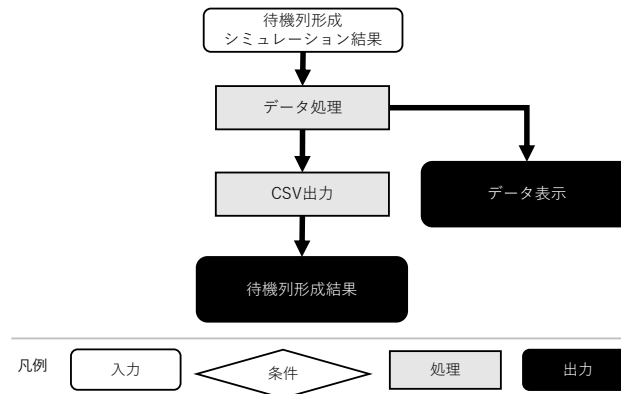 待機列形成
シミュレーション結果
データ処理
CSV出力
データ表示
待機列形成結果
凡例
入力
条件
処理
出力